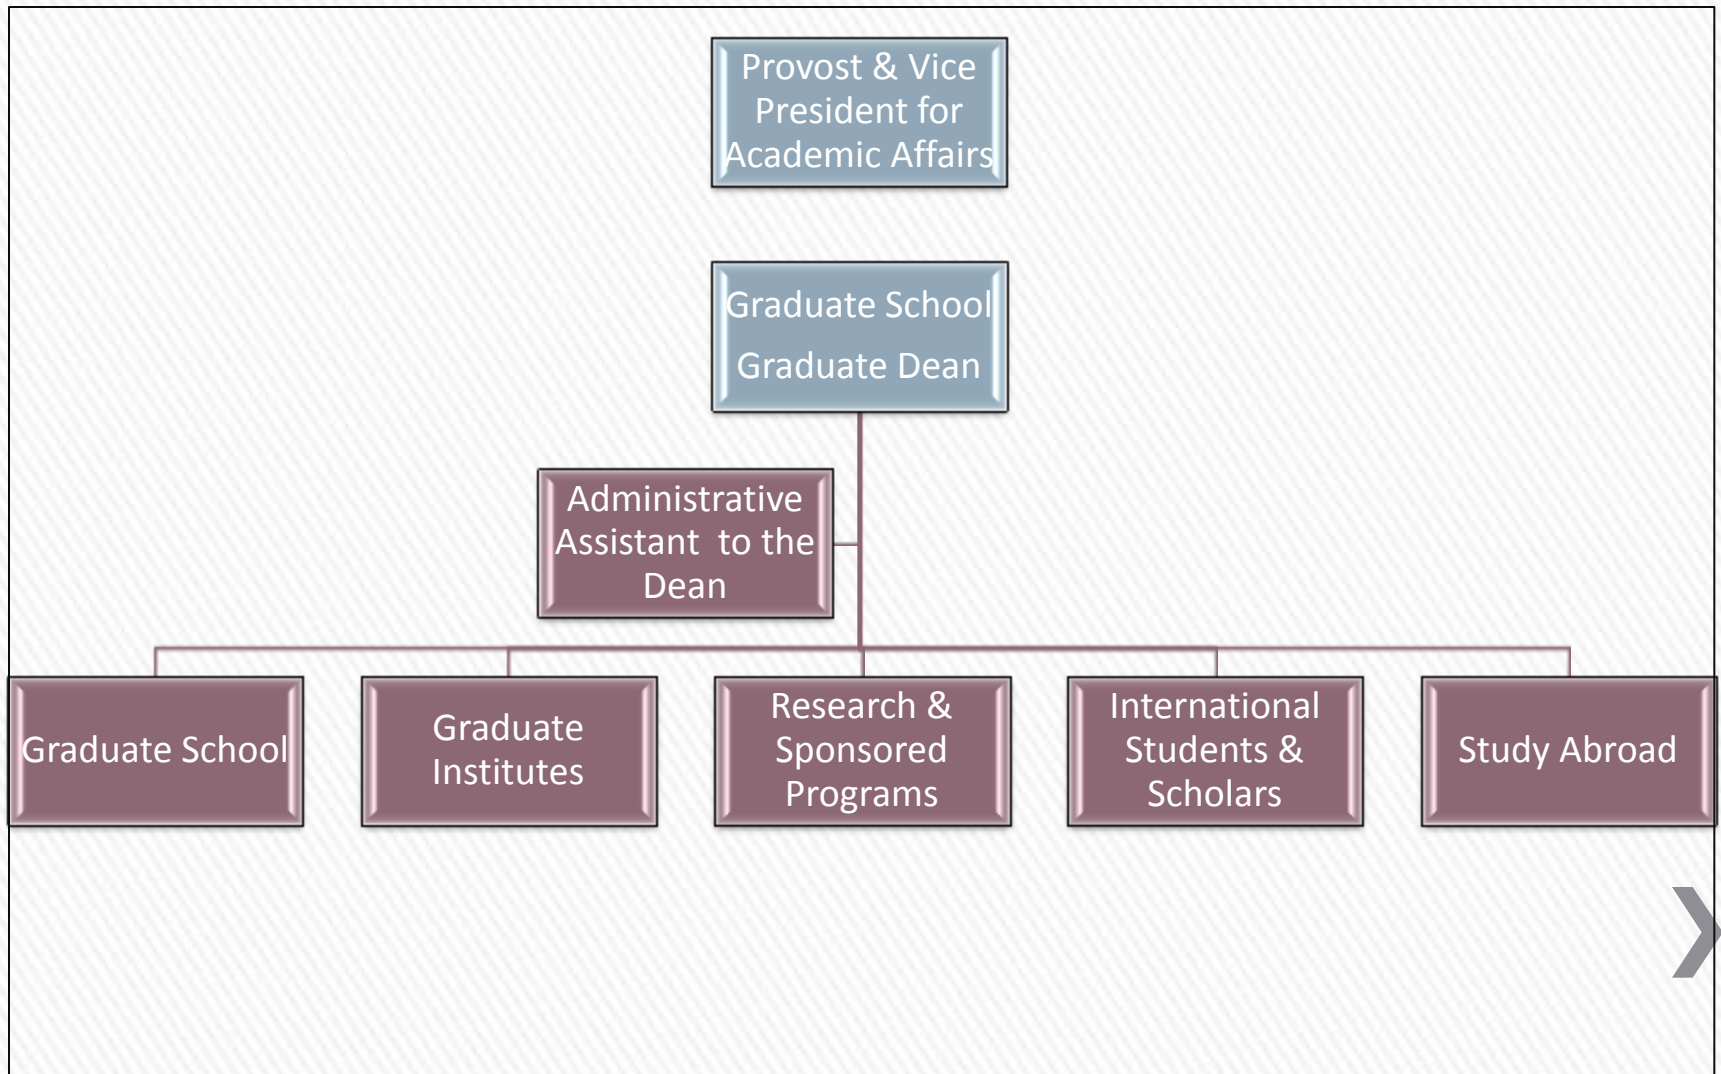 Provost & Vice
President for
Academic Affairs
Graduate School
Graduate Dean
Administrative
Assistant  to the
Dean
Graduate School
Graduate
Institutes
Research &
Sponsored
Programs
International
Students &
Scholars
Study Abroad